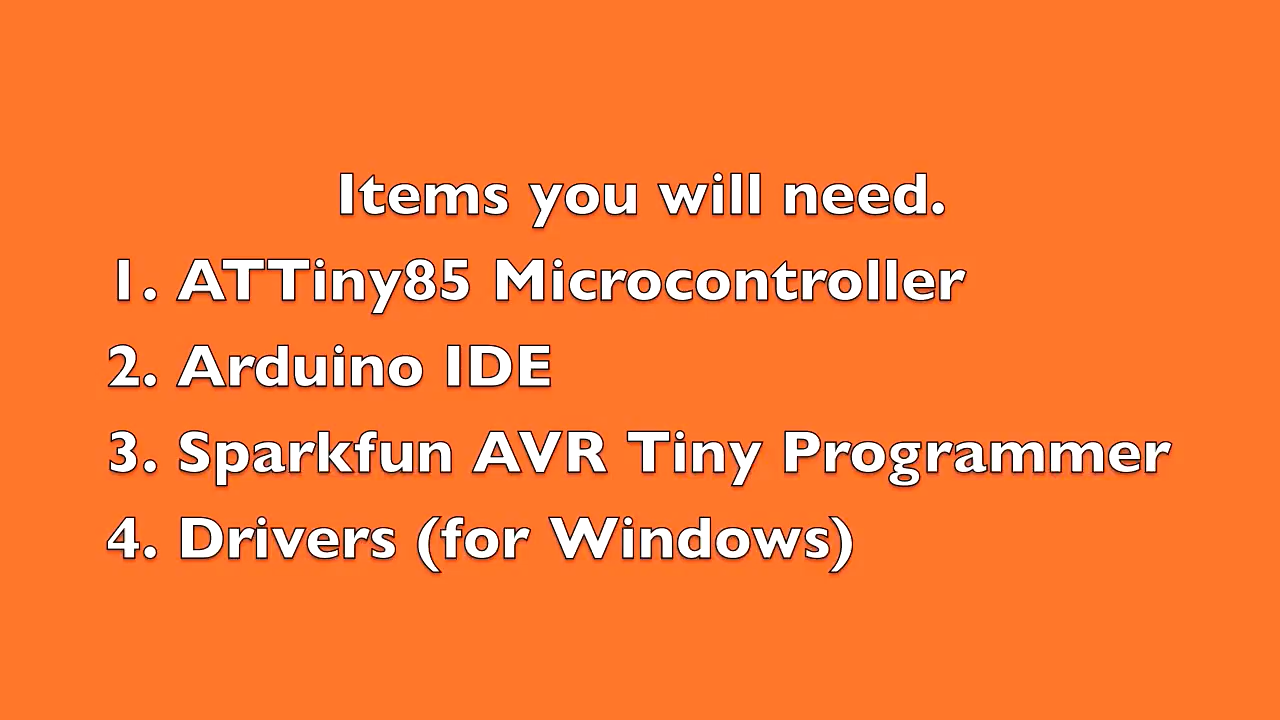 Items you will need.
1. ATTiny85 Microcontroller
2. Arduino IDE
3. Sparkfun AVR Tiny Programmer
4. Drivers (for Windows)